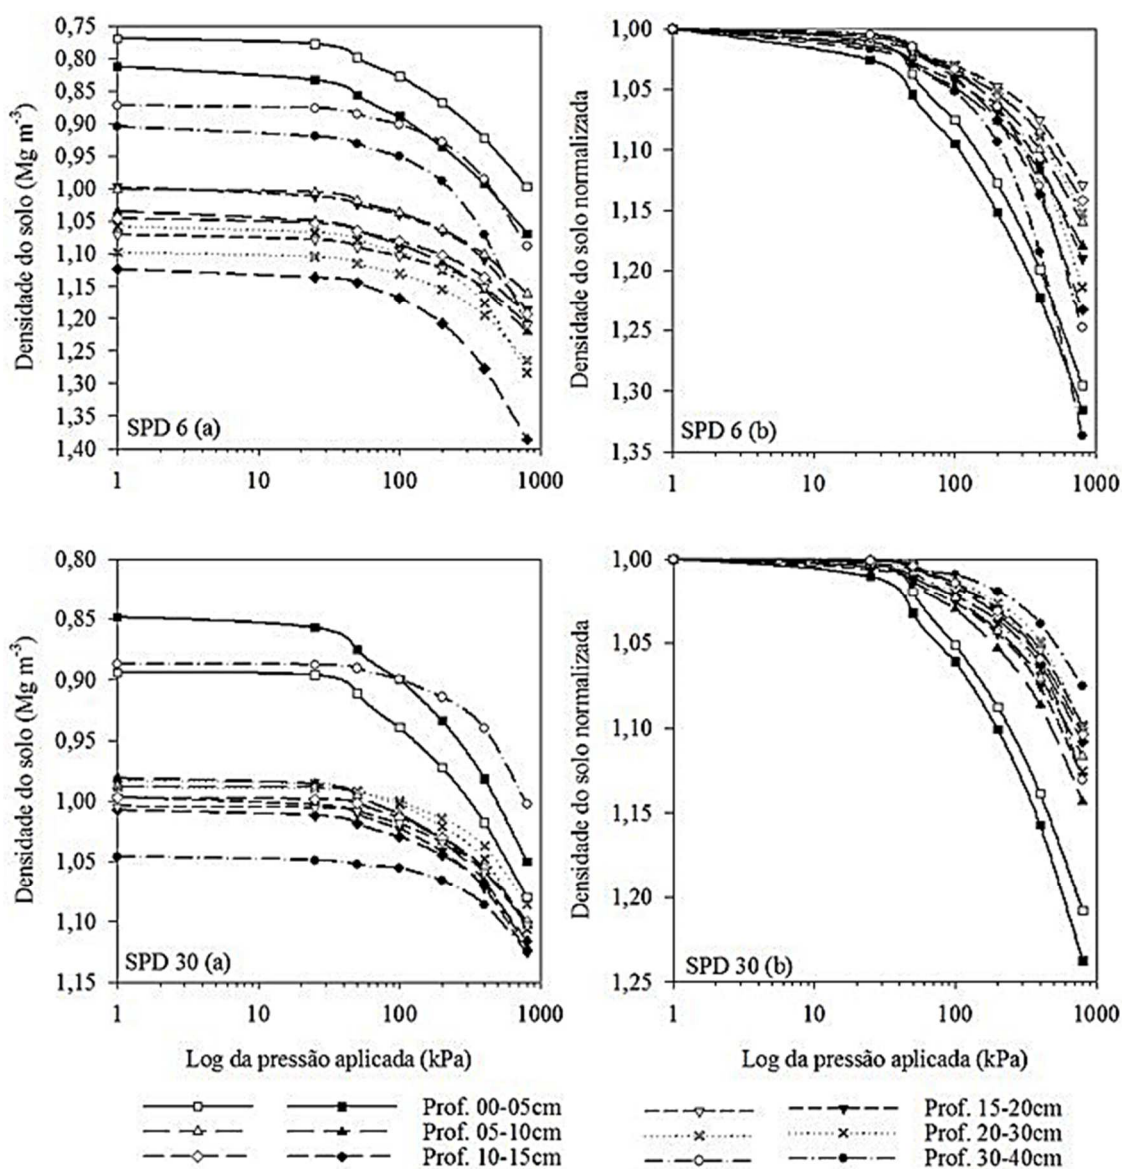 Densidade do solo (Mg m⁻³)
0,75
0,80
0,85
0,90
0,95
1,00
1,05
1,10
1,15
1,20
1,25
1,30
1,35
1,40
SPD 6 (a)
1 10 100 1000
Densidade do solo normalizada
1,00
1,05
1,10
1,15
1,20
1,25
1,30
1,35
SPD 6 (b)
1 10 100 1000
Densidade do solo (Mg m⁻³)
0,80
0,85
0,90
0,95
1,00
1,05
1,10
1,15
SPD 30 (a)
1 10 100 1000
Log da pressão aplicada (kPa)
Densidade do solo normalizada
1,00
1,05
1,10
1,15
1,20
1,25
SPD 30 (b)
1 10 100 1000
Log da pressão aplicada (kPa)
Prof. 00-05cm
Prof. 05-10cm
Prof. 10-15cm
Prof. 15-20cm
Prof. 20-30cm
Prof. 30-40cm